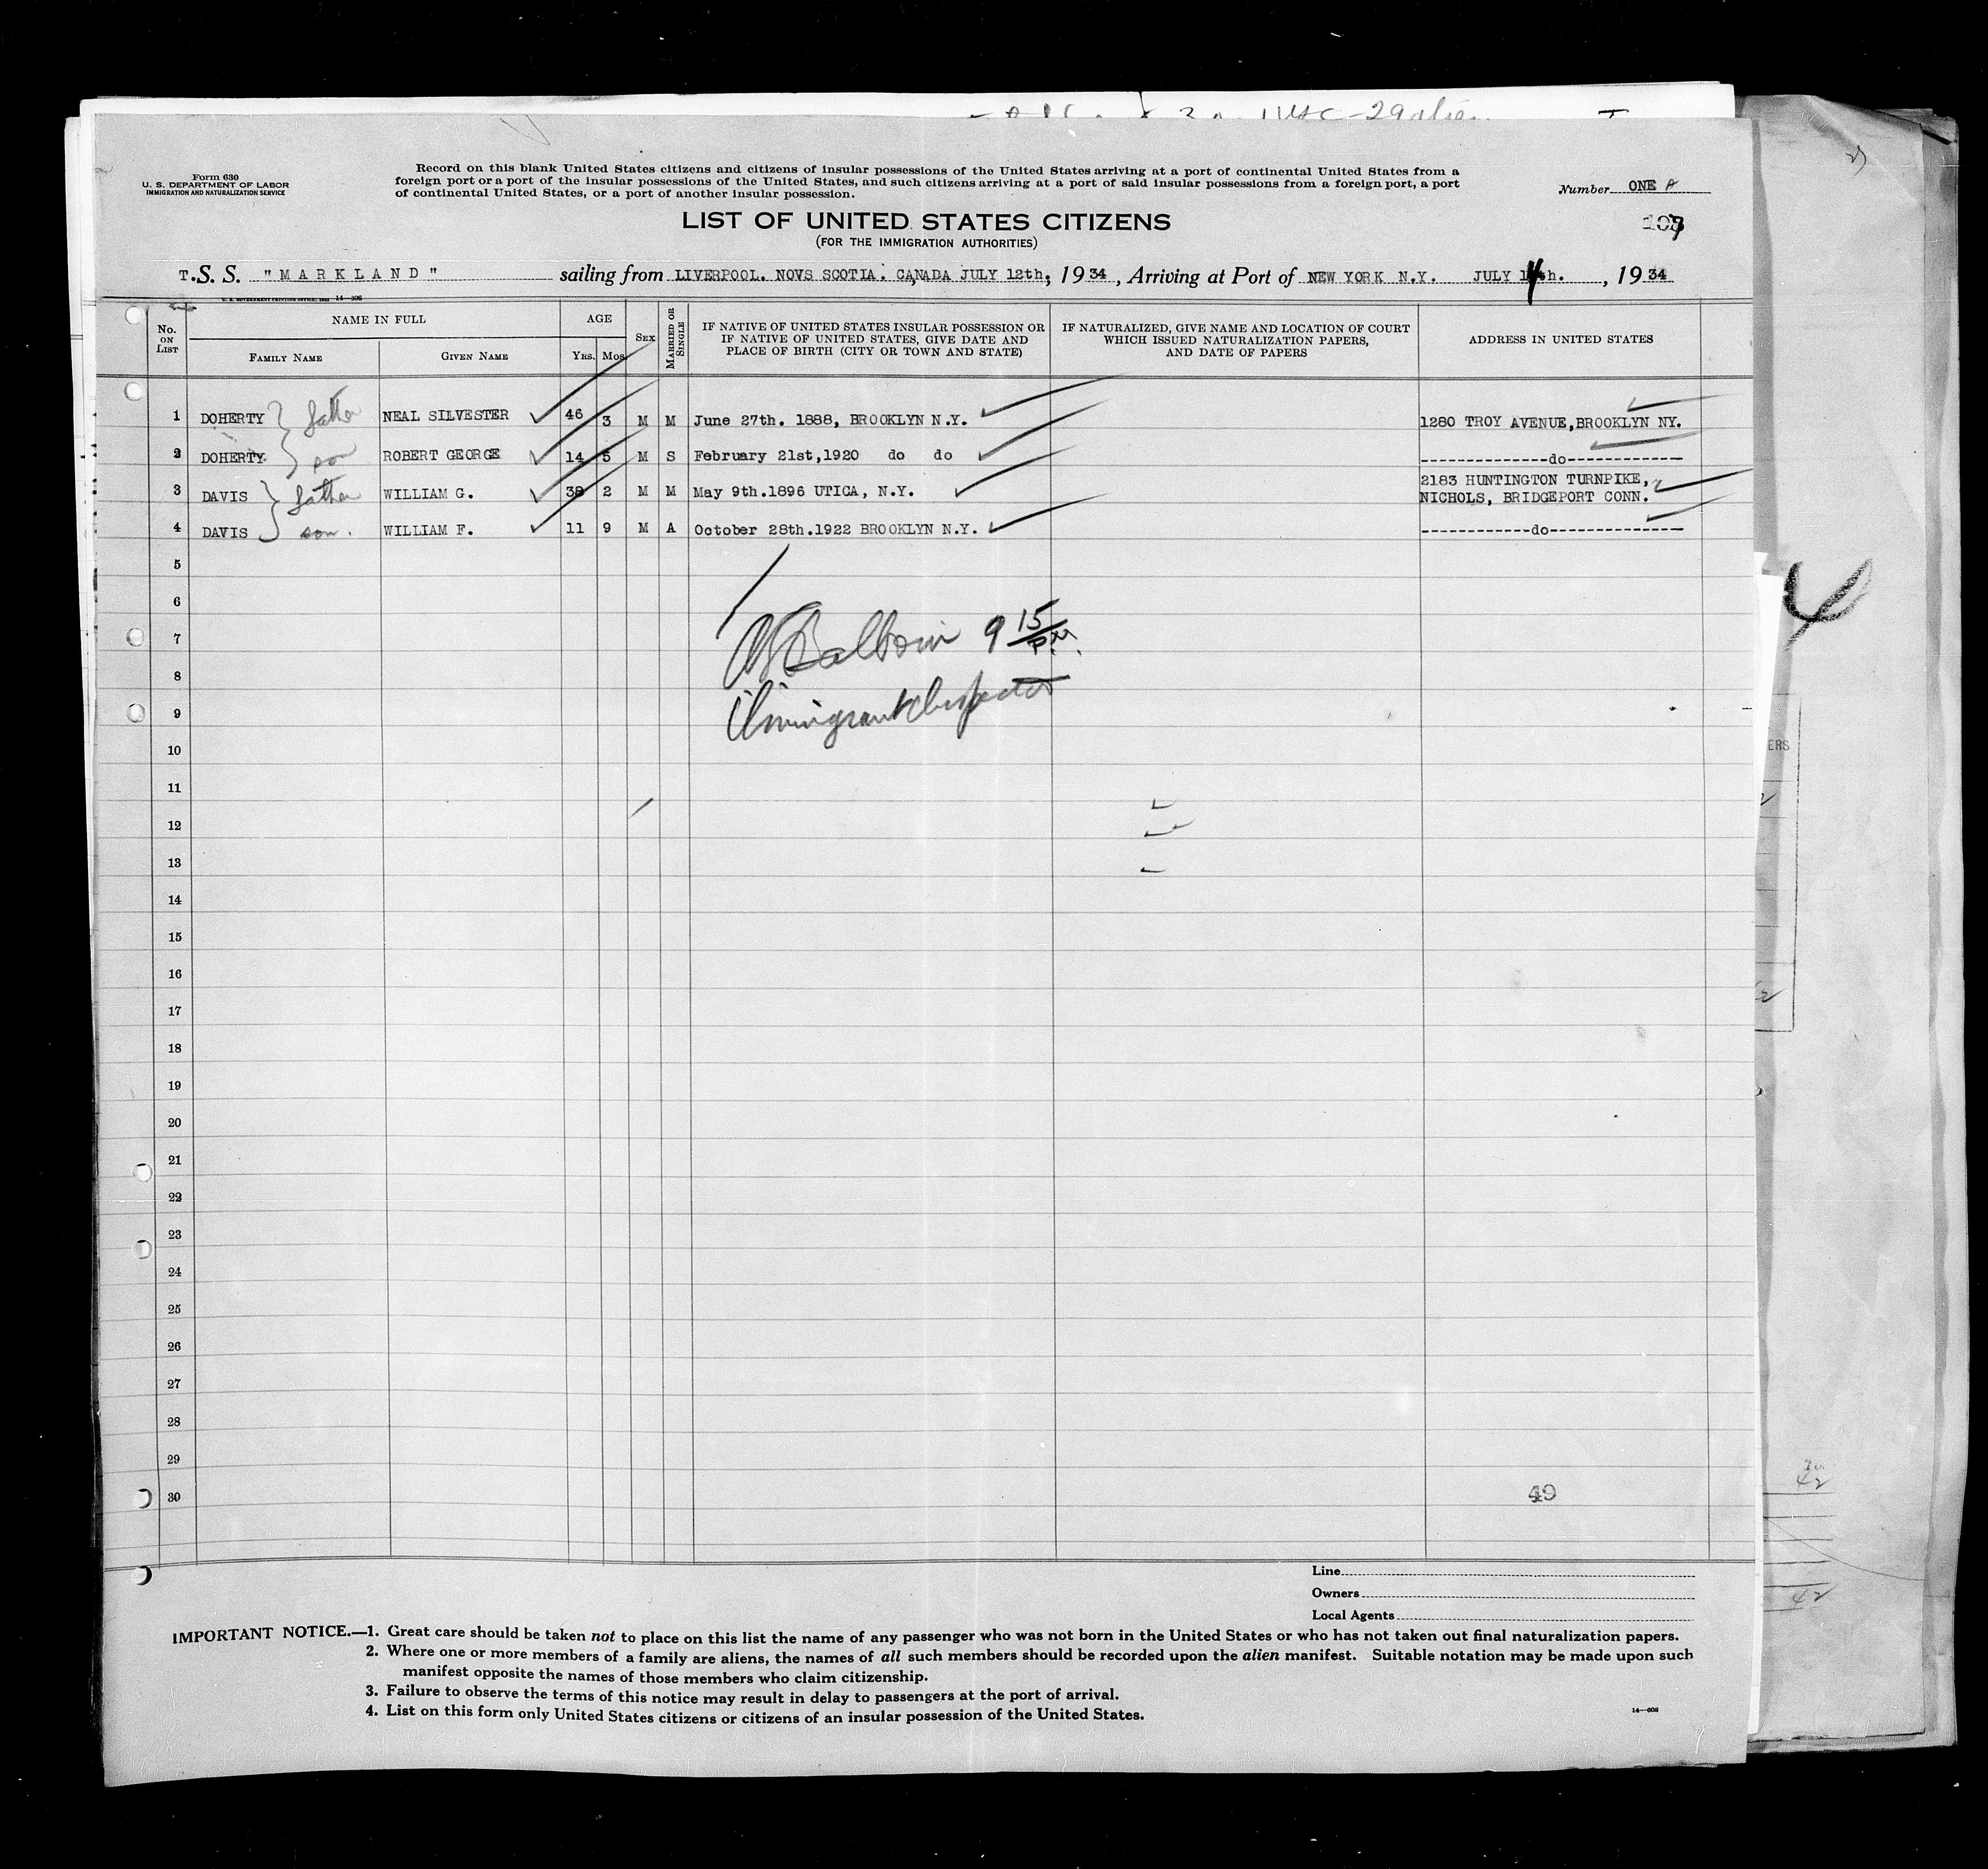 Form 630
U. S. DEPARTMENT OF LABOR
IMMIGRATION AND NATURALIZATION SERVICE
Record on this blank United States citizens and citizens of insular possessions of the United States arriving at a port of continental United States from a
foreign port or a port of the insular possessions of the United States, and such citizens arriving at a port of said insular possessions from a foreign port, a port
of continental United States, or a port of another insular possession.
Number ONE A
LIST OF UNITED STATES CITIZENS
(FOR THE IMMIGRATION AUTHORITIES)
T.S. S. "MARKLAND" sailing from LIVERPOOL. NOVS SCOTIA. CANADA JULY 12th, 1934, Arriving at Port of NEW YORK N.Y. JULY 14th., 1934
U. S. GOVERNMENT PRINTING OFFICE: 14—608
No. ON LIST
NAME IN FULL
FAMILY NAME
GIVEN NAME
AGE
YRS. MOS.
SEX
MARRIED OR SINGLE
IF NATIVE OF UNITED STATES INSULAR POSSESSION OR
IF NATIVE OF UNITED STATES, GIVE DATE AND
PLACE OF BIRTH (CITY OR TOWN AND STATE)
IF NATURALIZED, GIVE NAME AND LOCATION OF COURT
WHICH ISSUED NATURALIZATION PAPERS,
AND DATE OF PAPERS
ADDRESS IN UNITED STATES
1 DOHERTY father NEAL SILVESTER 46 3 M M June 27th. 1888, BROOKLYN N.Y. 1280 TROY AVENUE,BROOKLYN NY.
2 DOHERTY son ROBERT GEORGE 14 5 M S February 21st,1920 do do -------------do------------
3 DAVIS father WILLIAM G. 38 2 M M May 9th.1896 UTICA, N.Y. 2183 HUNTINGTON TURNPIKE,
NICHOLS, BRIDGEPORT CONN.
4 DAVIS son. WILLIAM F. 11 9 M A October 28th.1922 BROOKLYN N.Y. ------------do---------------
5
6
7
Baldwin 9 15 P.M.
8
Immigrant Inspector
9
10
11
12
13
14
15
16
17
18
19
20
21
22
23
24
25
26
27
28
29
30
49
Line
Owners
Local Agents
IMPORTANT NOTICE.—1. Great care should be taken not to place on this list the name of any passenger who was not born in the United States or who has not taken out final naturalization papers.
2. Where one or more members of a family are aliens, the names of all such members should be recorded upon the alien manifest. Suitable notation may be made upon such
manifest opposite the names of those members who claim citizenship.
3. Failure to observe the terms of this notice may result in delay to passengers at the port of arrival.
4. List on this form only United States citizens or citizens of an insular possession of the United States.
14—608
ERS
42
42